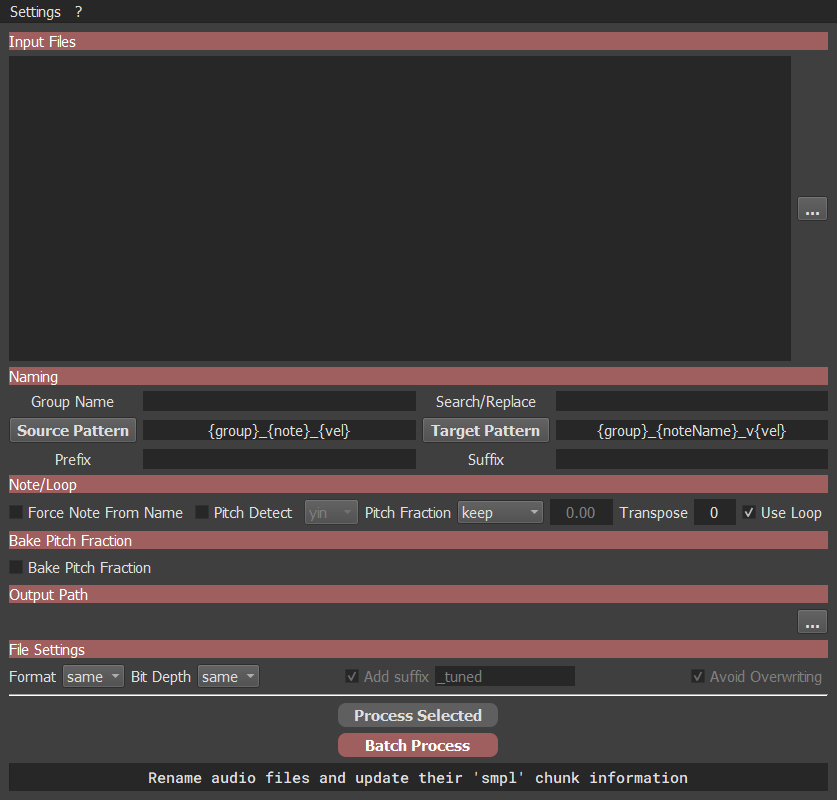 Settings ?
Input Files
...
Naming
Group Name Search/Replace
Source Pattern {group}_{note}_{vel} Target Pattern {group}_{noteName}_v{vel}
Prefix Suffix
Note/Loop
Force Note From Name Pitch Detect yin Pitch Fraction keep 0.00 Transpose 0 Use Loop
Bake Pitch Fraction
Bake Pitch Fraction
Output Path
...
File Settings
Format same Bit Depth same Add suffix _tuned Avoid Overwriting
Process Selected
Batch Process
Rename audio files and update their 'smpl' chunk information